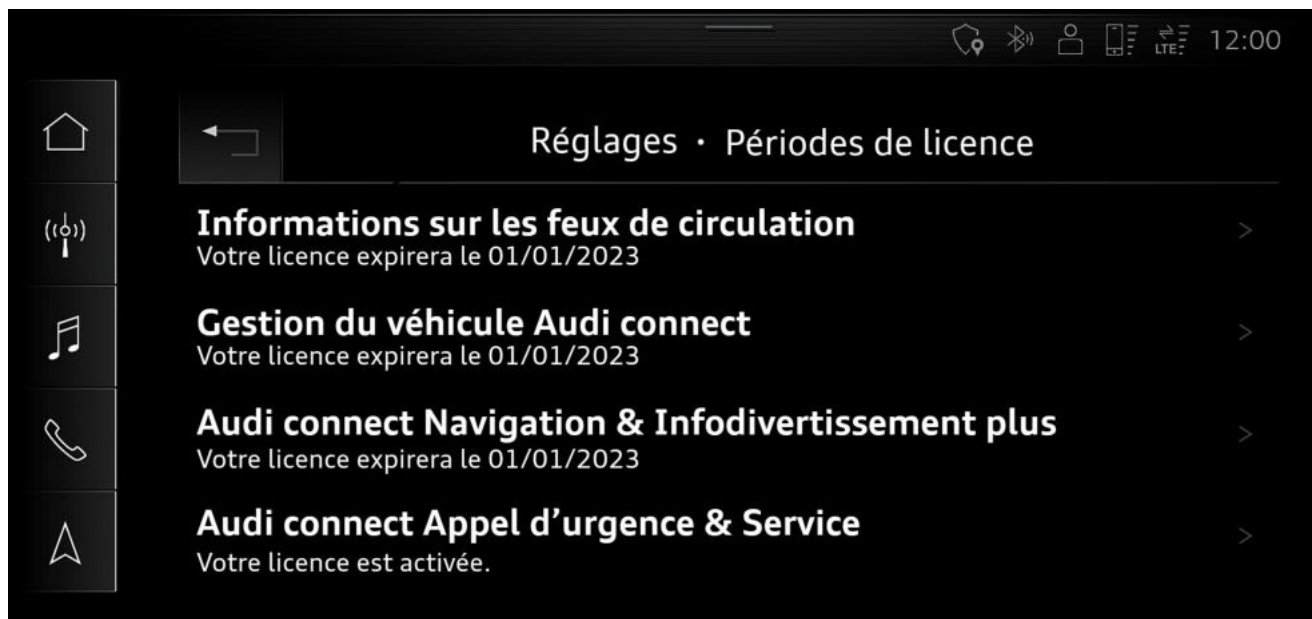 LTE 12:00
Réglages · Périodes de licence
Informations sur les feux de circulation
Votre licence expirera le 01/01/2023
Gestion du véhicule Audi connect
Votre licence expirera le 01/01/2023
Audi connect Navigation & Infodivertissement plus
Votre licence expirera le 01/01/2023
Audi connect Appel d’urgence & Service
Votre licence est activée.